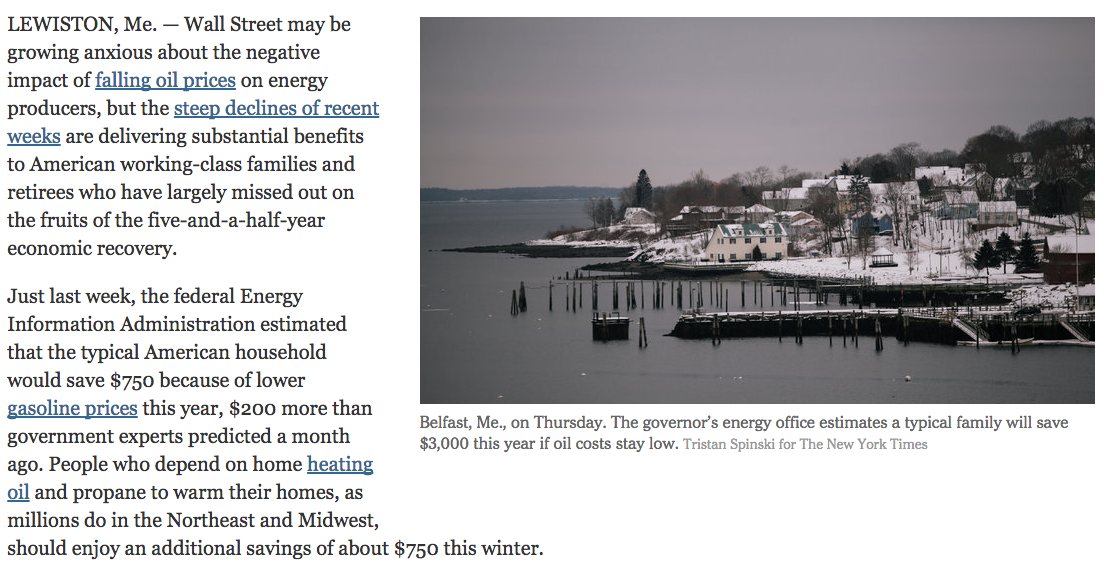 LEWISTON, Me. — Wall Street may be
growing anxious about the negative
impact of falling oil prices on energy
producers, but the steep declines of recent
weeks are delivering substantial benefits
to American working-class families and
retirees who have largely missed out on
the fruits of the five-and-a-half-year
economic recovery.
Just last week, the federal Energy
Information Administration estimated
that the typical American household
would save $750 because of lower
gasoline prices this year, $200 more than
government experts predicted a month
ago. People who depend on home heating
oil and propane to warm their homes, as
millions do in the Northeast and Midwest,
should enjoy an additional savings of about $750 this winter.
Belfast, Me., on Thursday. The governor's energy office estimates a typical family will save
$3,000 this year if oil costs stay low. Tristan Spinski for The New York Times